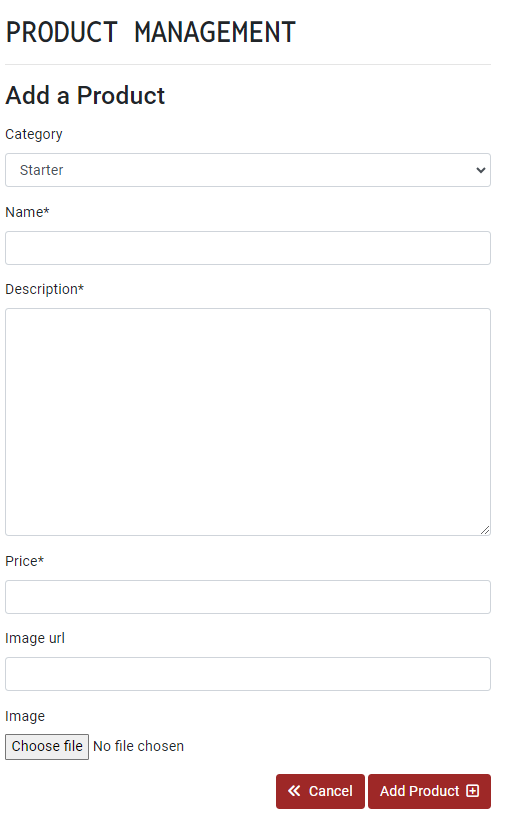 PRODUCT MANAGEMENT
Add a Product
Category
Starter
Name*
Description*
Price*
Image url
Image
Choose file No file chosen
Cancel Add Product